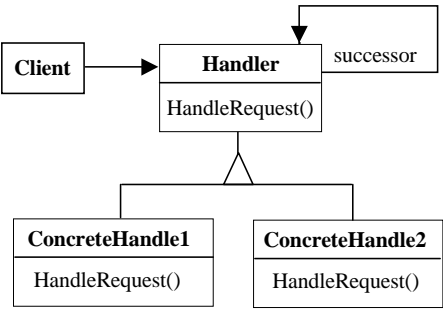 Client
Handler
successor
HandleRequest()
ConcreteHandle1
HandleRequest()
ConcreteHandle2
HandleRequest()